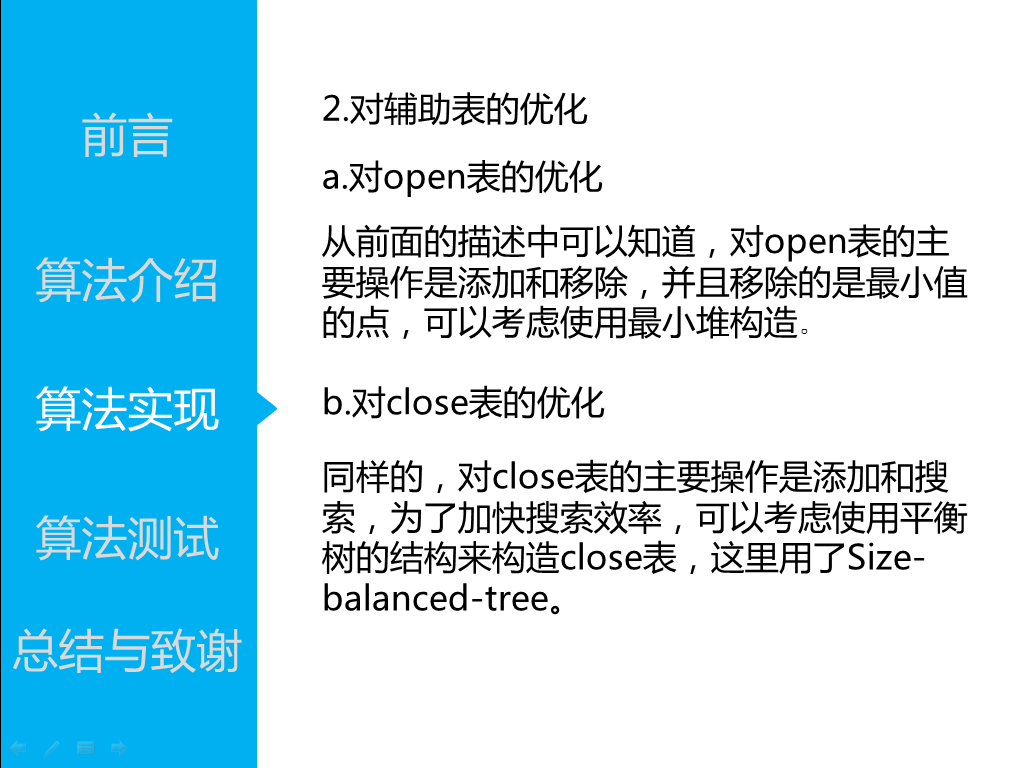 前言
算法介绍
算法实现
算法测试
总结与致谢
2.对辅助表的优化
a.对open表的优化
从前面的描述中可以知道，对open表的主
要操作是添加和移除，并且移除的是最小值
的点，可以考虑使用最小堆构造。
b.对close表的优化
同样的，对close表的主要操作是添加和搜
索，为了加快搜索效率，可以考虑使用平衡
树的结构来构造close表，这里用了Size-
balanced-tree。